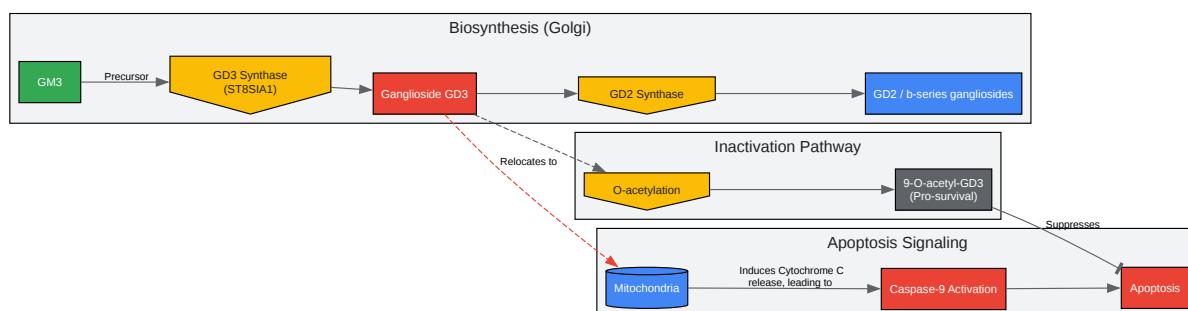 Biosynthesis (Golgi)
GM3
Precursor
GD3 Synthase
(ST8SIA1)
Ganglioside GD3
GD2 Synthase
GD2 / b-series gangliosides
Inactivation Pathway
Relocates to
O-acetylation
9-O-acetyl-GD3
(Pro-survival)
Suppresses
Apoptosis Signaling
Mitochondria
Induces Cytochrome C
release, leading to
Caspase-9 Activation
Apoptosis